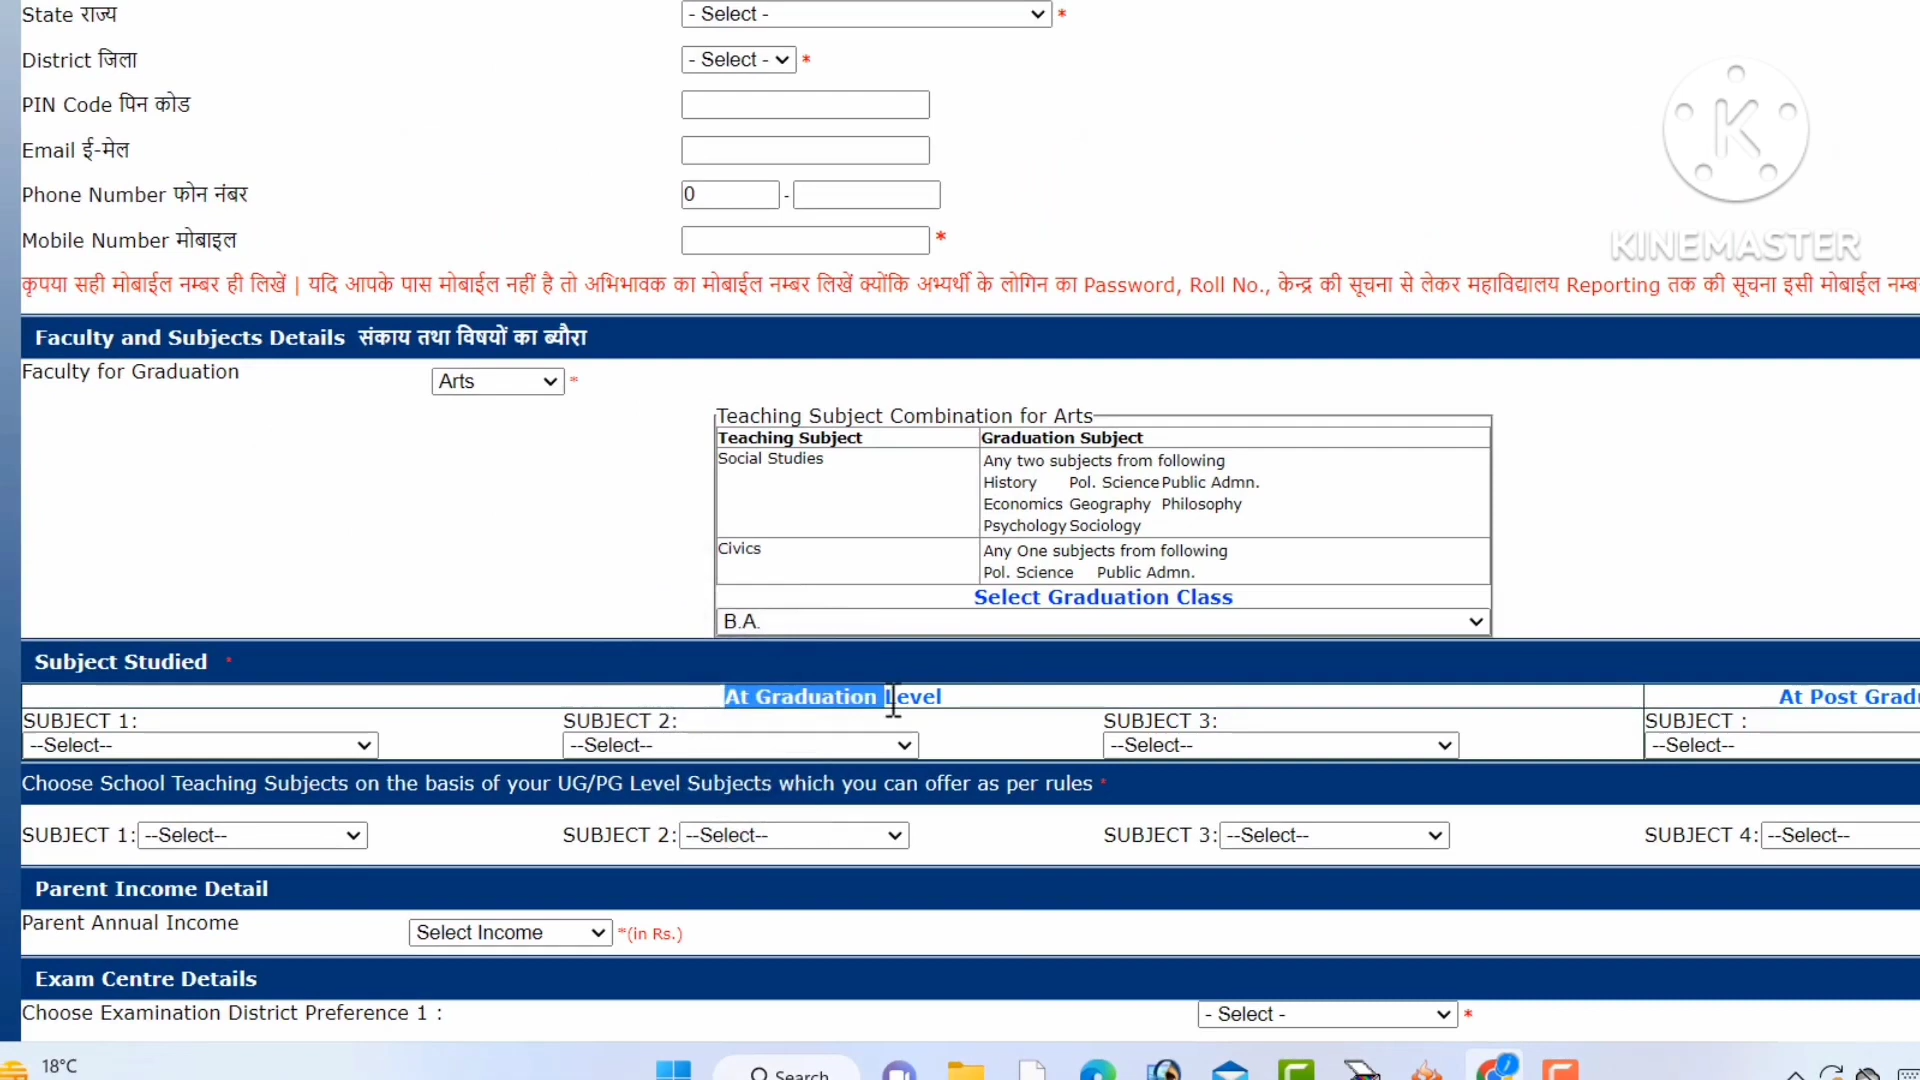 State राज्य - Select - *
District जिला - Select - *
PIN Code पिन कोड
Email ई-मेल
Phone Number फोन नंबर 0 -
Mobile Number मोबाइल *
KINEMASTER
कृपया सही मोबाईल नम्बर ही लिखें | यदि आपके पास मोबाईल नहीं है तो अभिभावक का मोबाईल नम्बर लिखें क्योंकि अभ्यर्थी के लोगिन का Password, Roll No., केन्द्र की सूचना से लेकर महाविद्यालय Reporting तक की सूचना इसी मोबाईल
Faculty and Subjects Details संकाय तथा विषयों का ब्यौरा
Faculty for Graduation Arts *
Teaching Subject Combination for Arts
Teaching Subject Graduation Subject
Social Studies Any two subjects from following
History Pol. Science Public Admn.
Economics Geography Philosophy
Psychology Sociology
Civics Any One subjects from following
Pol. Science Public Admn.
Select Graduation Class
B.A.
Subject Studied *
At Graduation Level At Post
SUBJECT 1: SUBJECT 2: SUBJECT 3: SUBJECT :
--Select-- --Select-- --Select-- --Select--
Choose School Teaching Subjects on the basis of your UG/PG Level Subjects which you can offer as per rules *
SUBJECT 1: --Select-- SUBJECT 2: --Select-- SUBJECT 3: --Select-- SUBJECT 4: --Select--
Parent Income Detail
Parent Annual Income Select Income *(in Rs.)
Exam Centre Details
Choose Examination District Preference 1 : - Select - *
18°C Search